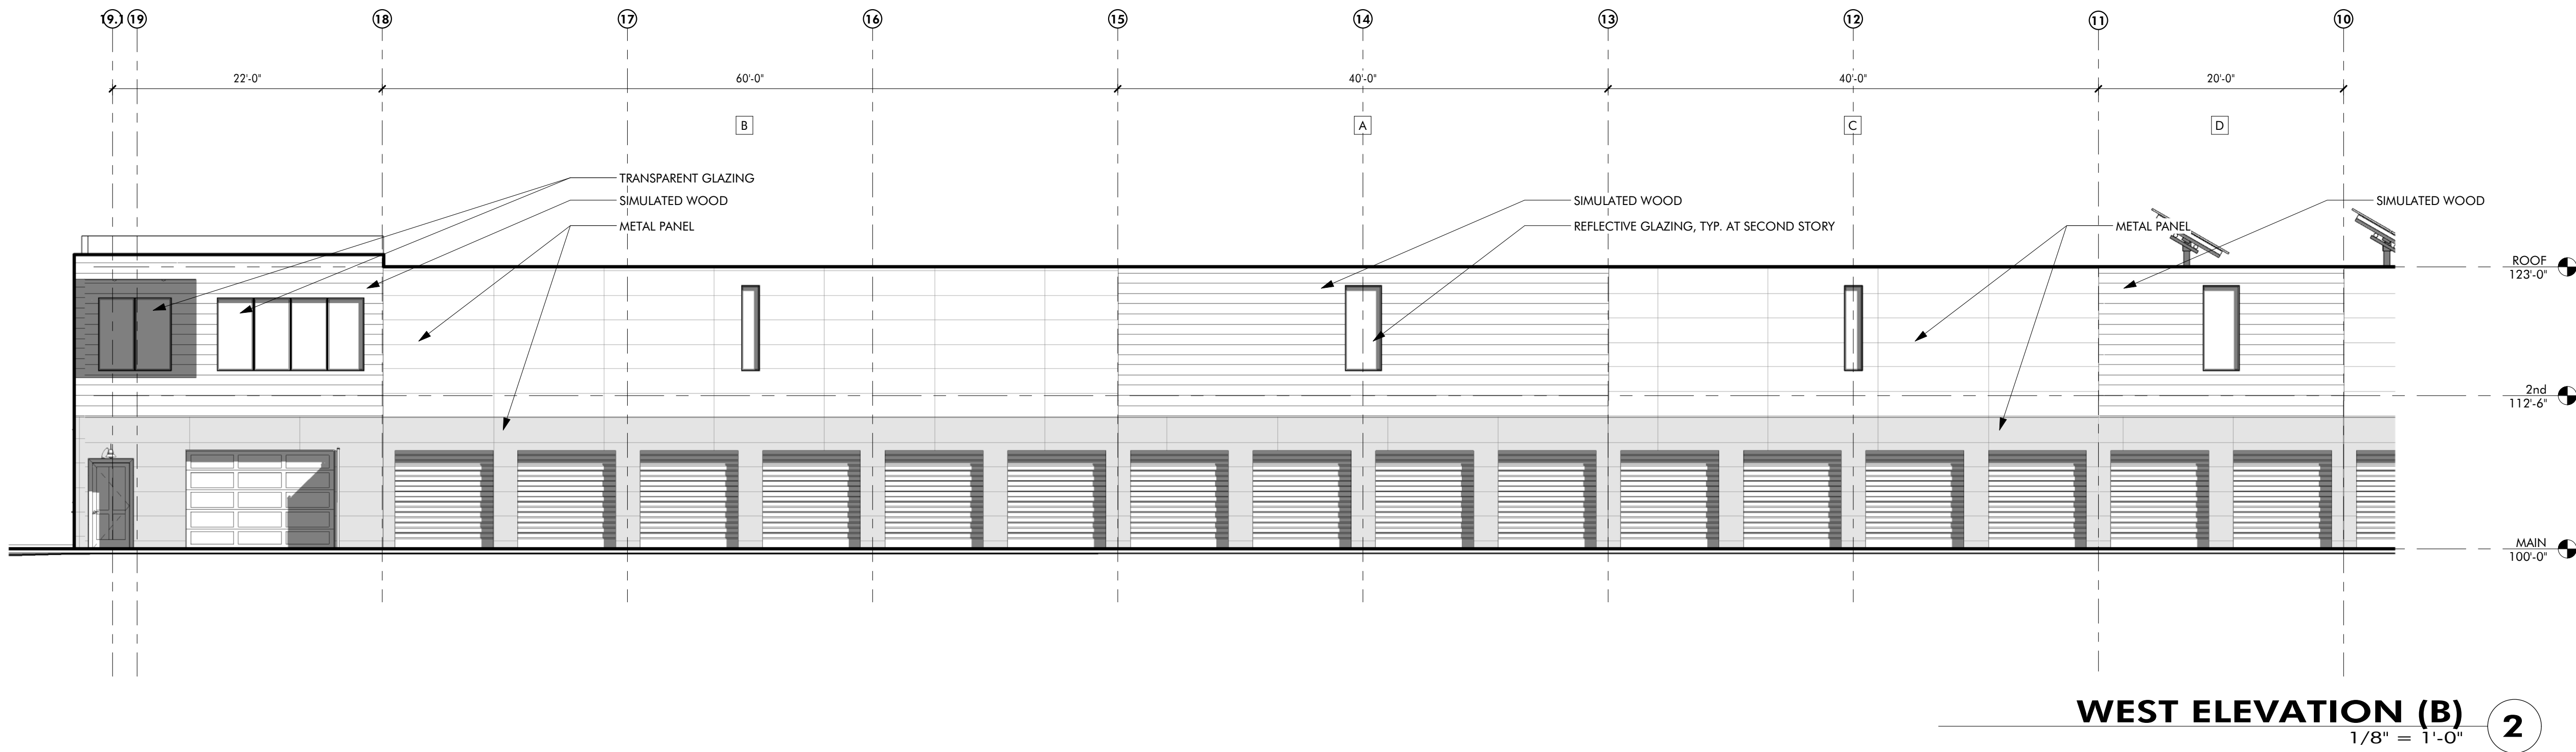 19.1 19 18 17 16 15 14 13 12 11 10
22'-0" 60'-0" 40'-0" 40'-0" 20'-0"
B A C D
TRANSPARENT GLAZING
SIMULATED WOOD SIMULATED WOOD SIMULATED WOOD
METAL PANEL REFLECTIVE GLAZING, TYP. AT SECOND STORY METAL PANEL
ROOF
123'-0"
2nd
112'-6"
MAIN
100'-0"
WEST ELEVATION (B) 2
1/8" = 1'-0"